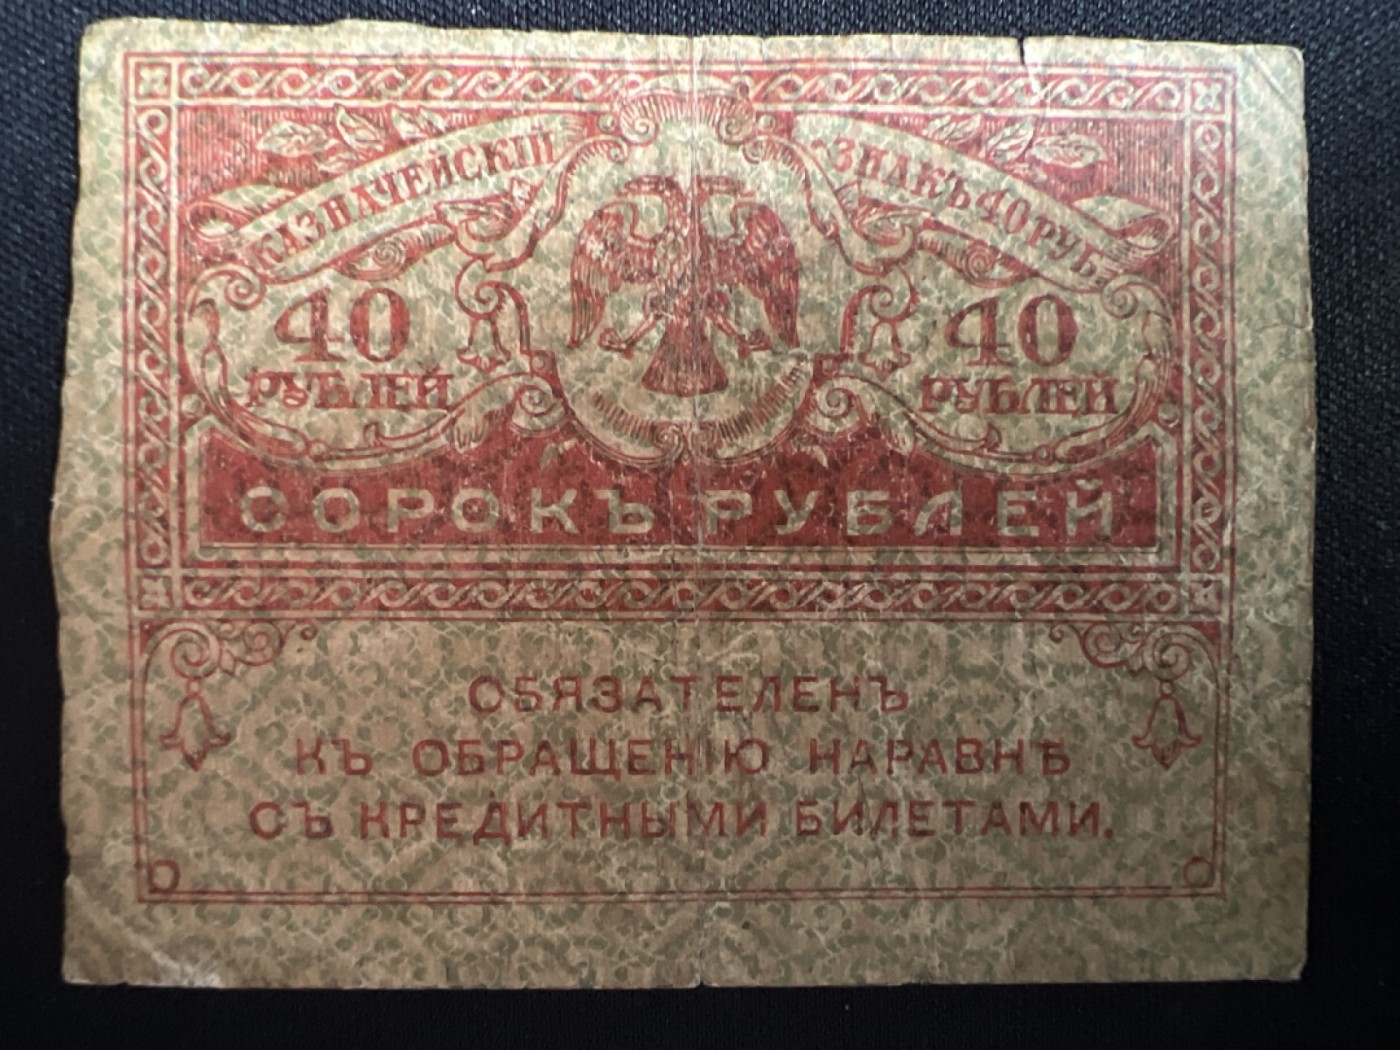 КАЗНАЧЕЙСКІЙ ЗНАКЪ 40 РУБ.
40 40
РУБЛЕЙ РУБЛЕЙ
СОРОКЪ РУБЛЕЙ
ОБЯЗАТЕЛЕНЪ
КЪ ОБРАЩЕНІЮ НАРАВНѢ
СЪ КРЕДИТНЫМИ БИЛЕТАМИ.